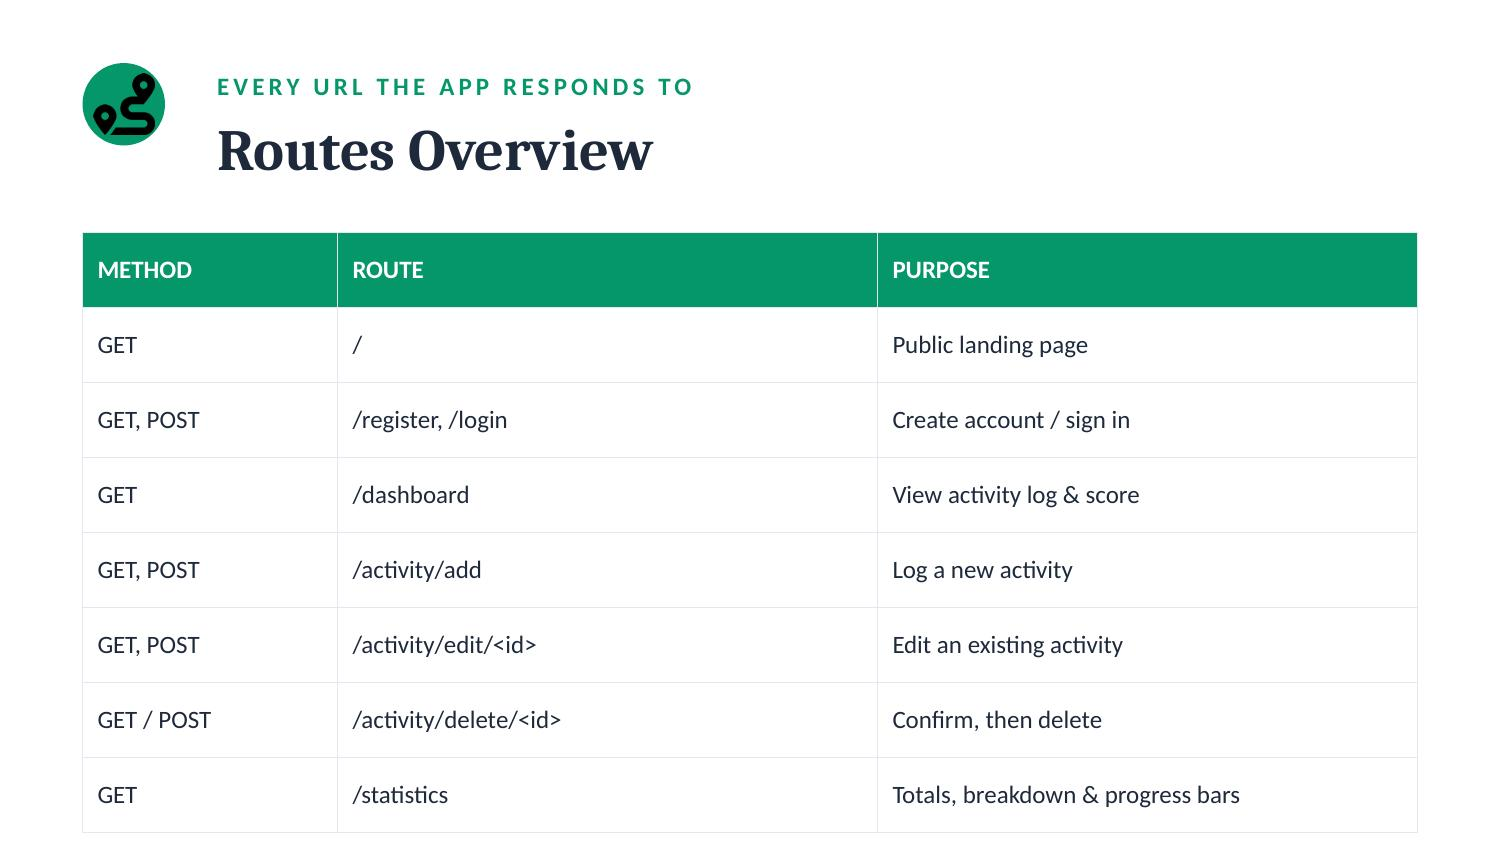 EVERY URL THE APP RESPONDS TO
Routes Overview
METHOD ROUTE PURPOSE
GET / Public landing page
GET, POST /register, /login Create account / sign in
GET /dashboard View activity log & score
GET, POST /activity/add Log a new activity
GET, POST /activity/edit/<id> Edit an existing activity
GET / POST /activity/delete/<id> Confirm, then delete
GET /statistics Totals, breakdown & progress bars